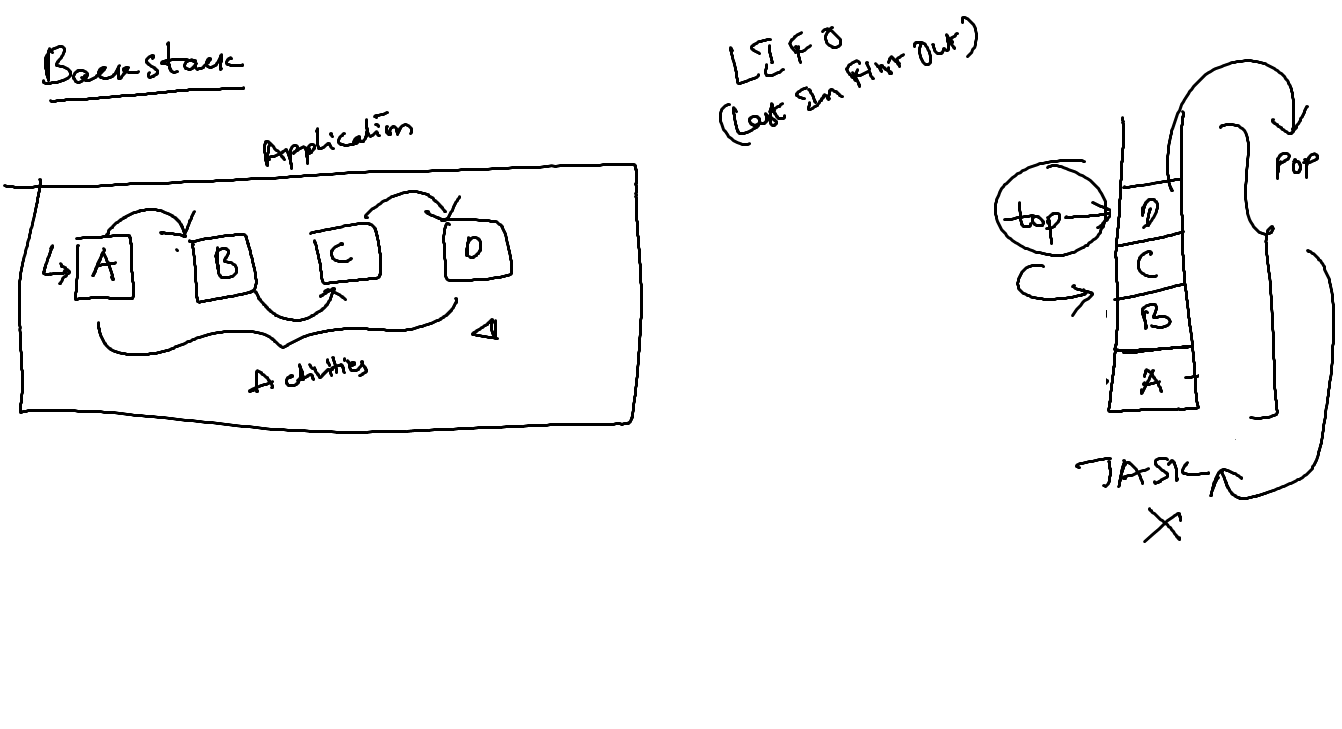 Backstack
LIFO
(Last In First Out)
Application
A
B
C
D
Activities
POP
top
D
C
B
A
TASK
X